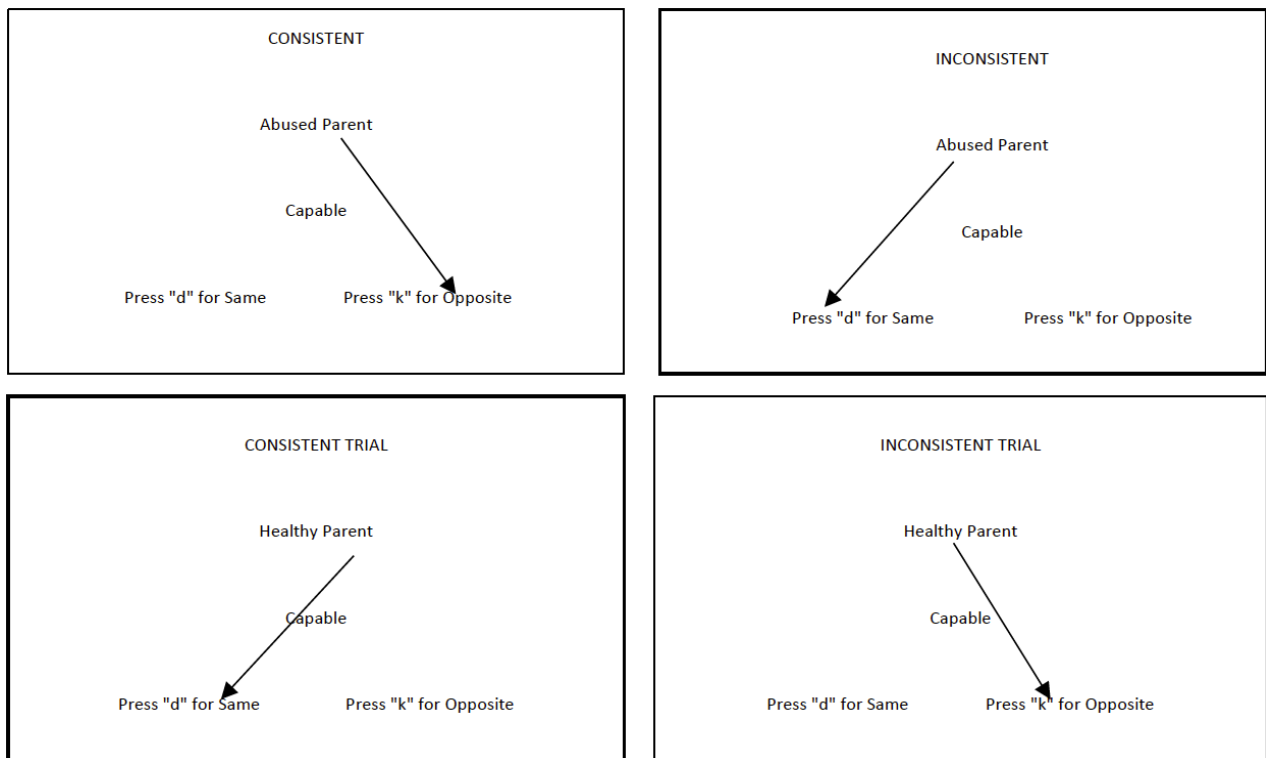 CONSISTENT
Abused Parent
Capable
Press "d" for Same
Press "k" for Opposite
INCONSISTENT
Abused Parent
Capable
Press "d" for Same
Press "k" for Opposite
CONSISTENT TRIAL
Healthy Parent
Capable
Press "d" for Same
Press "k" for Opposite
INCONSISTENT TRIAL
Healthy Parent
Capable
Press "d" for Same
Press "k" for Opposite